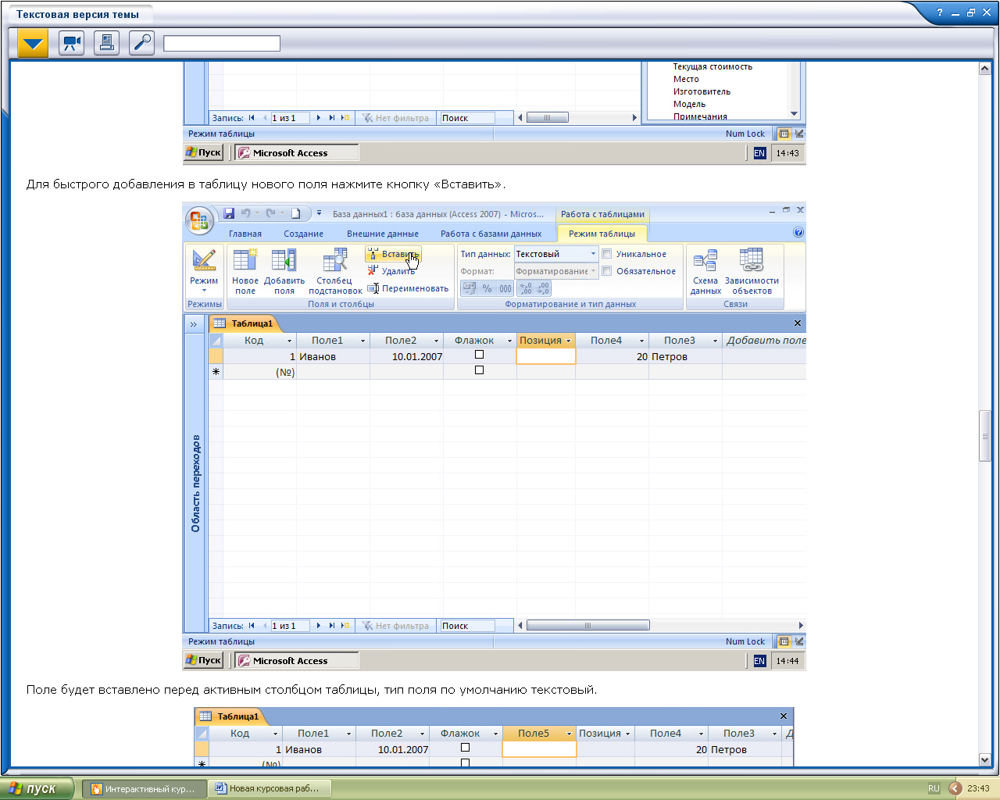 Текстовая версия темы
?
Текущая стоимость
Место
Изготовитель
Модель
Примечания
Запись: 1 из 1 Нет фильтра Поиск
Режим таблицы Num Lock
Пуск Microsoft Access EN 14:43
Для быстрого добавления в таблицу нового поля нажмите кнопку «Вставить».
База данных1 : база данных (Access 2007) - Micros... Работа с таблицами
Главная Создание Внешние данные Работа с базами данных Режим таблицы
Режим
Режимы
Новое поле
Добавить поля
Столбец подстановок
Вставить
Удалить
Переименовать
Поля и столбцы
Тип данных: Текстовый Уникальное
Формат: Форматирование Обязательное
% 000 ,0 ,00 ,00 ,0
Форматирование и тип данных
Схема данных
Зависимости объектов
Связи
Таблица1
Код Поле1 Поле2 Флажок Позиция Поле4 Поле3 Добавить поле
1 Иванов 10.01.2007 20 Петров
(№)
Область переходов
Запись: 1 из 1 Нет фильтра Поиск
Режим таблицы Num Lock
Пуск Microsoft Access EN 14:44
Поле будет вставлено перед активным столбцом таблицы, тип поля по умолчанию текстовый.
Таблица1
Код Поле1 Поле2 Флажок Поле5 Позиция Поле4 Поле3 Д
1 Иванов 10.01.2007 20 Петров
(№)
пуск Интерактивный кур... Новая курсовая раб... RU 23:43